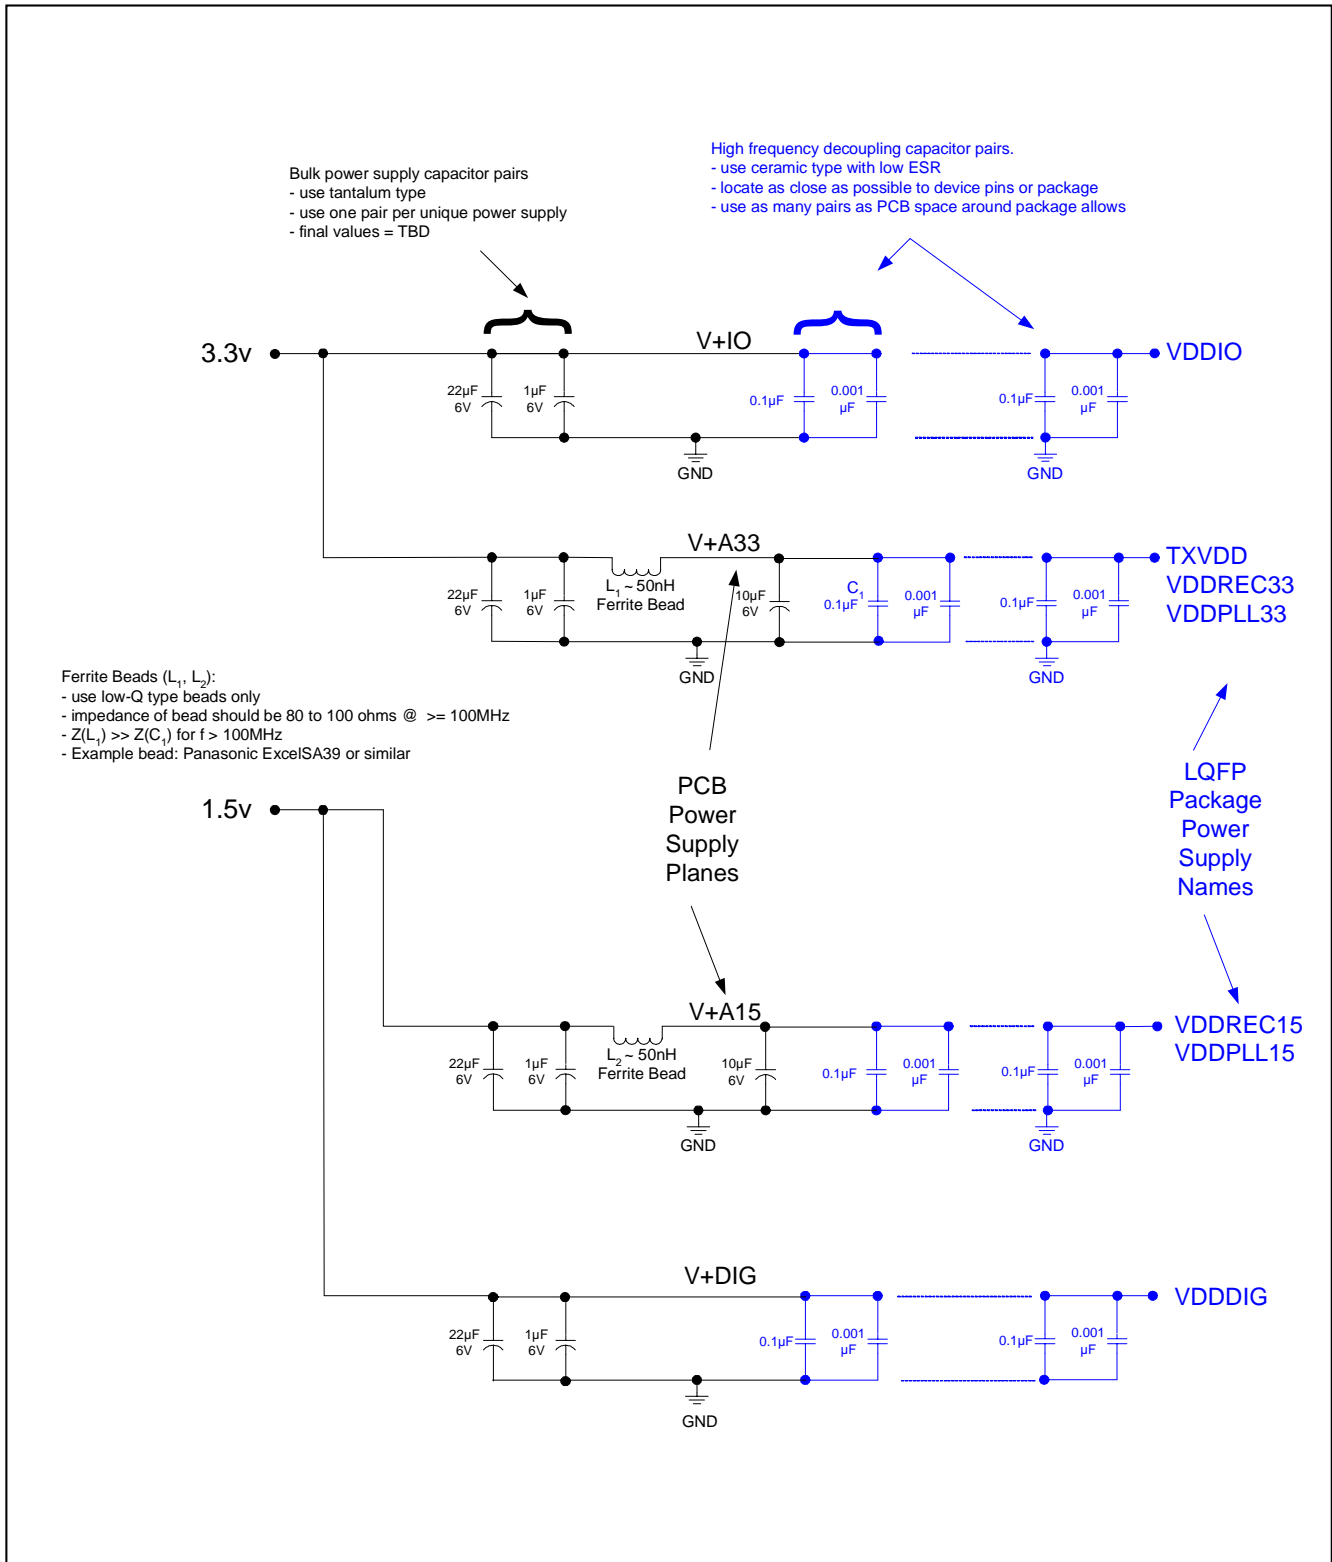 High frequency decoupling capacitor pairs.
- use ceramic type with low ESR
- locate as close as possible to device pins or package
- use as many pairs as PCB space around package allows
Bulk power supply capacitor pairs
- use tantalum type
- use one pair per unique power supply
- final values = TBD
3.3v
V+IO
VDDIO
22µF
6V
1µF
6V
0.1µF
0.001
µF
0.1µF
0.001
µF
GND
GND
V+A33
TXVDD
VDDREC33
VDDPLL33
22µF
6V
1µF
6V
L1 ~ 50nH
Ferrite Bead
10µF
6V
C1
0.1µF
0.001
µF
0.1µF
0.001
µF
GND
GND
Ferrite Beads (L1, L2):
- use low-Q type beads only
- impedance of bead should be 80 to 100 ohms @ >= 100MHz
- Z(L1) >> Z(C1) for f > 100MHz
- Example bead: Panasonic ExcelSA39 or similar
PCB
Power
Supply
Planes
LQFP
Package
Power
Supply
Names
1.5v
V+A15
VDDREC15
VDDPLL15
22µF
6V
1µF
6V
L2 ~ 50nH
Ferrite Bead
10µF
6V
0.1µF
0.001
µF
0.1µF
0.001
µF
GND
GND
V+DIG
VDDDIG
22µF
6V
1µF
6V
0.1µF
0.001
µF
0.1µF
0.001
µF
GND